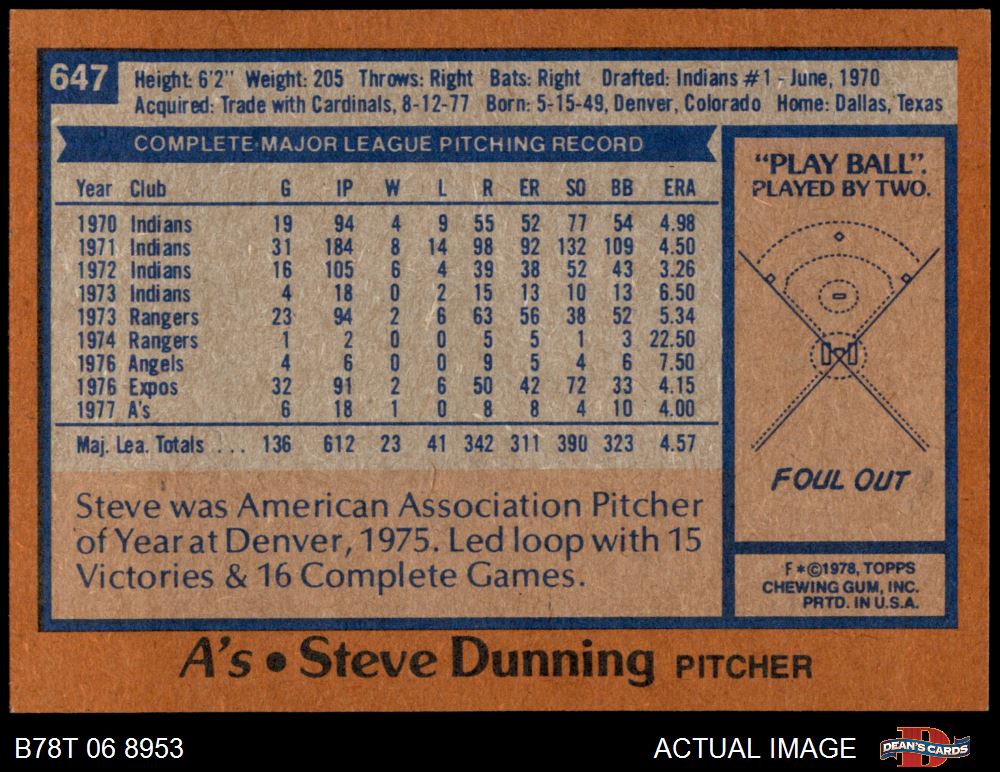 647
Height: 6'2" Weight: 205 Throws: Right Bats: Right Drafted: Indians #1 - June, 1970
Acquired: Trade with Cardinals, 8-12-77 Born: 5-15-49, Denver, Colorado Home: Dallas, Texas
COMPLETE MAJOR LEAGUE PITCHING RECORD
Year Club G IP W L R ER SO BB ERA
1970 Indians 19 94 4 9 55 52 77 54 4.98
1971 Indians 31 184 8 14 98 92 132 109 4.50
1972 Indians 16 105 6 4 39 38 52 43 3.26
1973 Indians 4 18 0 2 15 13 10 13 6.50
1973 Rangers 23 94 2 6 63 56 38 52 5.34
1974 Rangers 1 2 0 0 5 5 1 3 22.50
1976 Angels 4 6 0 0 9 5 4 6 7.50
1976 Expos 32 91 2 6 50 42 72 33 4.15
1977 A's 6 18 1 0 8 8 4 10 4.00
Maj. Lea. Totals ... 136 612 23 41 342 311 390 323 4.57
Steve was American Association Pitcher
of Year at Denver, 1975. Led loop with 15
Victories & 16 Complete Games.
"PLAY BALL".
PLAYED BY TWO.
FOUL OUT
F*©1978, TOPPS
CHEWING GUM, INC.
PRTD. IN U.S.A.
A's • Steve Dunning PITCHER
B78T 06 8953
ACTUAL IMAGE
D
DEAN'S CARDS